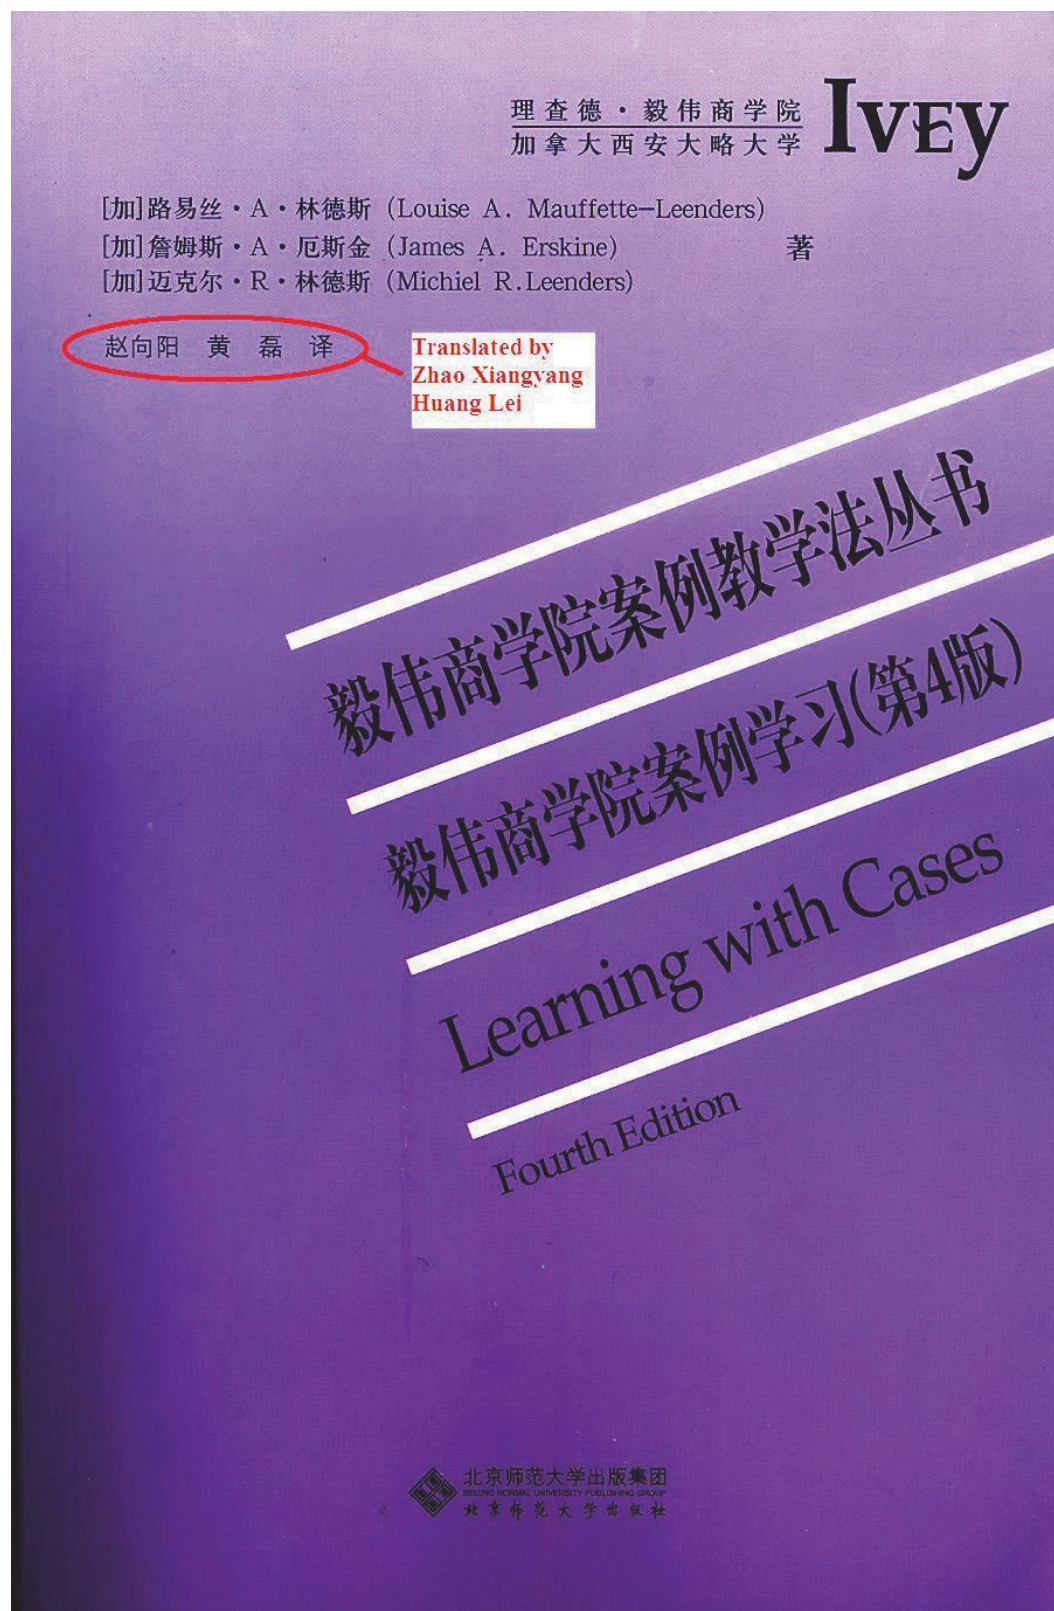 理查德·毅伟商学院
加拿大西安大略大学
IVEY
[加]路易丝·A·林德斯 (Louise A. Mauffette-Leenders)
[加]詹姆斯·A·厄斯金 (James A. Erskine) 著
[加]迈克尔·R·林德斯 (Michiel R.Leenders)
赵向阳 黄 磊 译
Translated by
Zhao Xiangyang
Huang Lei
毅伟商学院案例教学法丛书
毅伟商学院案例学习(第4版)
Learning with Cases
Fourth Edition
北京师范大学出版集团
BEIJING NORMAL UNIVERSITY PUBLISHING GROUP
北京师范大学出版社